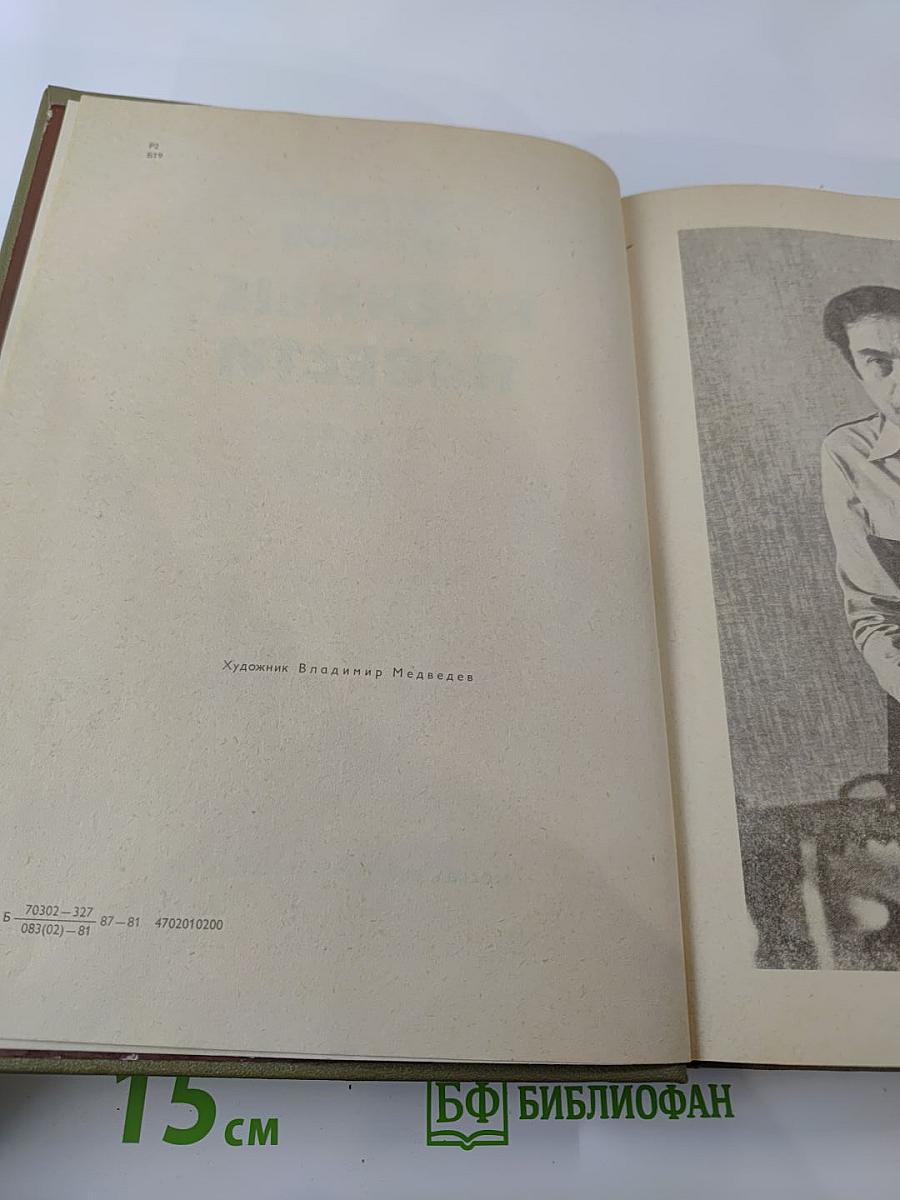 Р2
Б19
Художник Владимир Медведев
Б 70302—327 87—81 4702010200
083(02)—81
15 см
БФ БИБЛИОФАН